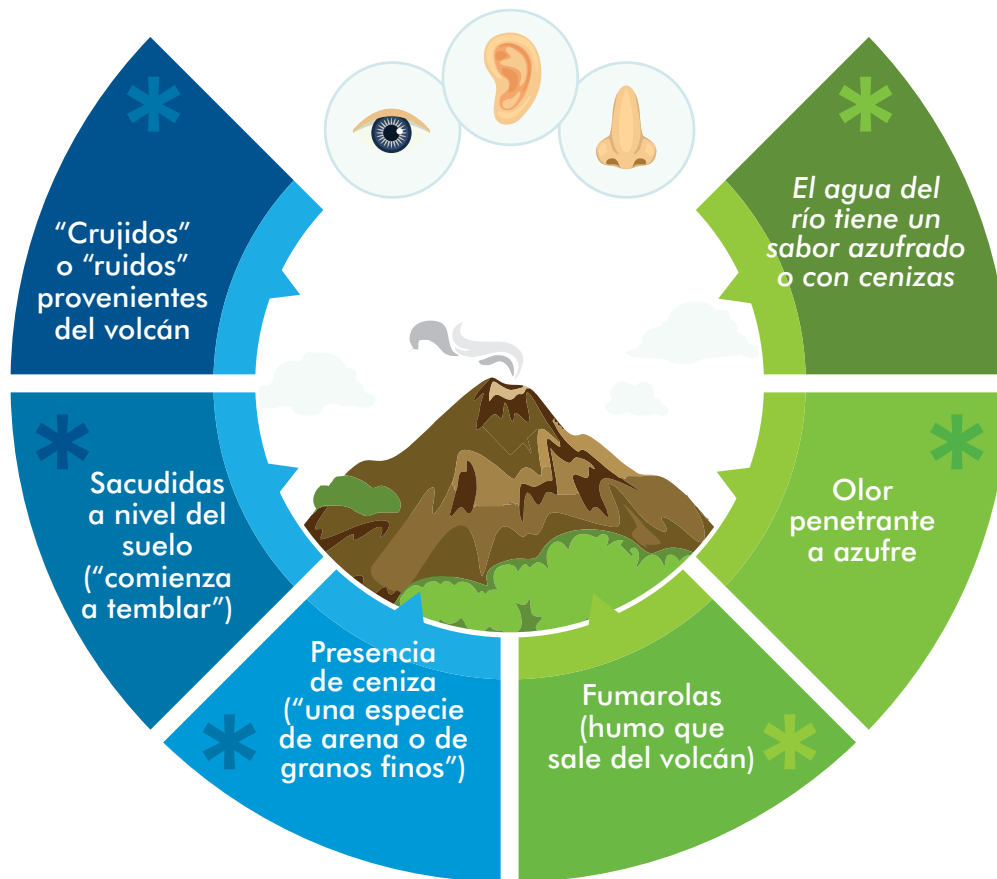 “Crujidos”
o “ruidos”
provenientes
del volcán
Sacudidas
a nivel del
suelo
(“comienza
a temblar”)
Presencia
de ceniza
(“una especie
de arena o de
granos finos”)
Fumarolas
(humo que
sale del volcán)
Olor
penetrante
a azufre
El agua del
río tiene un
sabor azufrado
o con cenizas